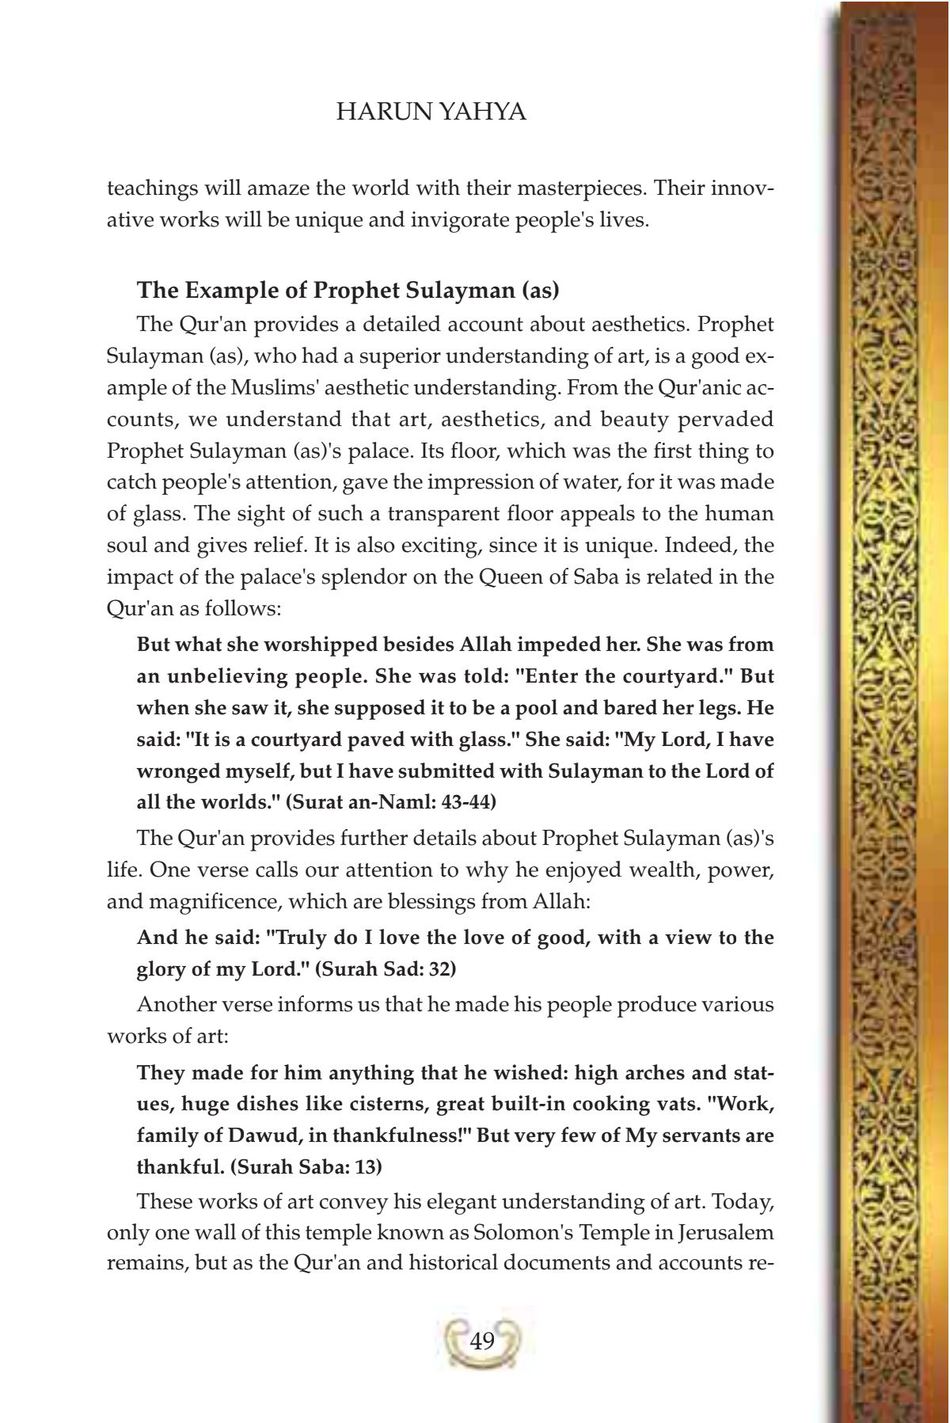 HARUN YAHYA
teachings will amaze the world with their masterpieces. Their innov-
ative works will be unique and invigorate people's lives.
The Example of Prophet Sulayman (as)
The Qur'an provides a detailed account about aesthetics. Prophet
Sulayman (as), who had a superior understanding of art, is a good ex-
ample of the Muslims' aesthetic understanding. From the Qur'anic ac-
counts, we understand that art, aesthetics, and beauty pervaded
Prophet Sulayman (as)'s palace. Its floor, which was the first thing to
catch people's attention, gave the impression of water, for it was made
of glass. The sight of such a transparent floor appeals to the human
soul and gives relief. It is also exciting, since it is unique. Indeed, the
impact of the palace's splendor on the Queen of Saba is related in the
Qur'an as follows:
But what she worshipped besides Allah impeded her. She was from
an unbelieving people. She was told: "Enter the courtyard." But
when she saw it, she supposed it to be a pool and bared her legs. He
said: "It is a courtyard paved with glass." She said: "My Lord, I have
wronged myself, but I have submitted with Sulayman to the Lord of
all the worlds." (Surat an-Naml: 43-44)
The Qur'an provides further details about Prophet Sulayman (as)'s
life. One verse calls our attention to why he enjoyed wealth, power,
and magnificence, which are blessings from Allah:
And he said: "Truly do I love the love of good, with a view to the
glory of my Lord." (Surah Sad: 32)
Another verse informs us that he made his people produce various
works of art:
They made for him anything that he wished: high arches and stat-
ues, huge dishes like cisterns, great built-in cooking vats. "Work,
family of Dawud, in thankfulness!" But very few of My servants are
thankful. (Surah Saba: 13)
These works of art convey his elegant understanding of art. Today,
only one wall of this temple known as Solomon's Temple in Jerusalem
remains, but as the Qur'an and historical documents and accounts re-
49